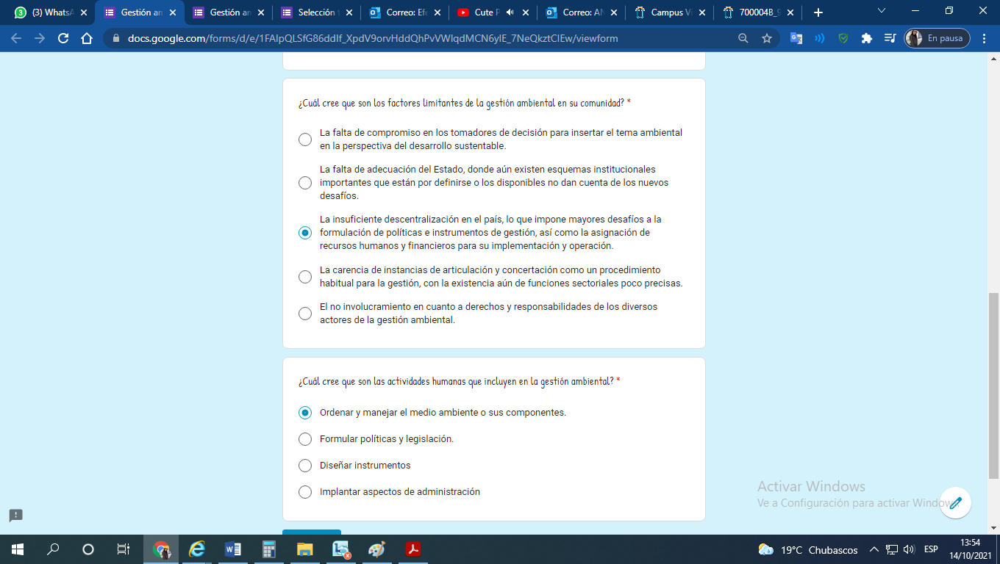 (3) WhatsA
Gestión an
Gestión an
Selección t
Correo: Efe
Cute P
Correo: AN
Campus Vi
700004B_9
docs.google.com/forms/d/e/1FAIpQLSfG86ddIf_XpdV9orvHddQhPvVWlqdMCN6ylE_7NeQkztCIEw/viewform
En pausa
¿Cuál cree que son los factores limitantes de la gestión ambiental en su comunidad? *
La falta de compromiso en los tomadores de decisión para insertar el tema ambiental
en la perspectiva del desarrollo sustentable.
La falta de adecuación del Estado, donde aún existen esquemas institucionales
importantes que están por definirse o los disponibles no dan cuenta de los nuevos
desafíos.
La insuficiente descentralización en el país, lo que impone mayores desafíos a la
formulación de políticas e instrumentos de gestión, así como la asignación de
recursos humanos y financieros para su implementación y operación.
La carencia de instancias de articulación y concertación como un procedimiento
habitual para la gestión, con la existencia aún de funciones sectoriales poco precisas.
El no involucramiento en cuanto a derechos y responsabilidades de los diversos
actores de la gestión ambiental.
¿Cuál cree que son las actividades humanas que incluyen en la gestión ambiental? *
Ordenar y manejar el medio ambiente o sus componentes.
Formular políticas y legislación.
Diseñar instrumentos
Implantar aspectos de administración
Activar Windows
Ve a Configuración para activar Windows.
19°C Chubascos
ESP
13:54
14/10/2021